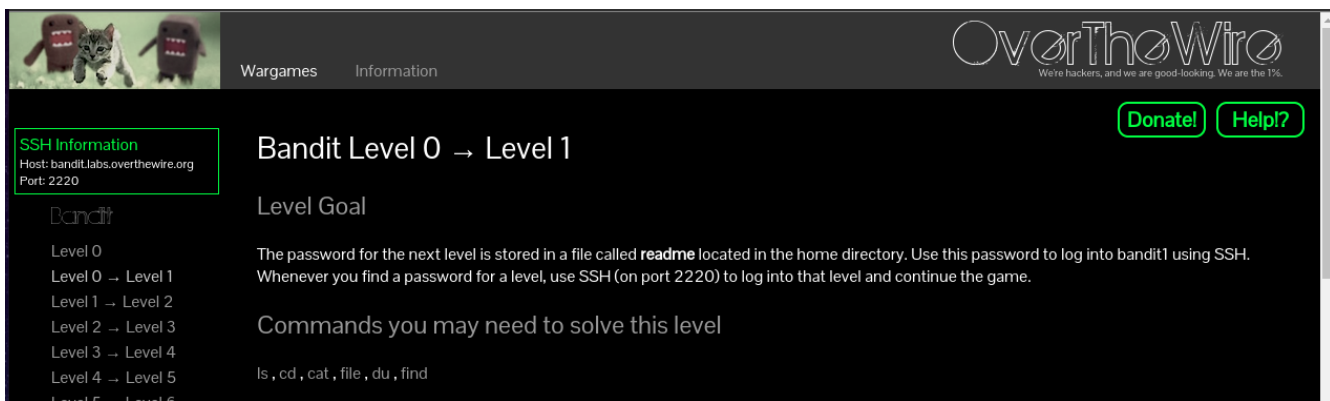 OverTheWire
We're hackers, and we are good-looking. We are the 1%.
Wargames Information
Donate! Help!?
SSH Information
Host: bandit.labs.overthewire.org
Port: 2220
Bandit
Level 0
Level 0 → Level 1
Level 1 → Level 2
Level 2 → Level 3
Level 3 → Level 4
Level 4 → Level 5
Level 5 → Level 6
Bandit Level 0 → Level 1
Level Goal
The password for the next level is stored in a file called readme located in the home directory. Use this password to log into bandit1 using SSH.
Whenever you find a password for a level, use SSH (on port 2220) to log into that level and continue the game.
Commands you may need to solve this level
ls , cd , cat , file , du , find